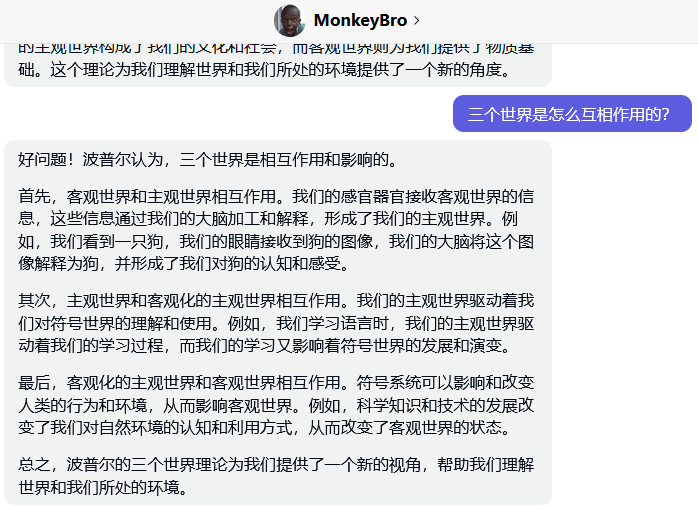 MonkeyBro
的主观世界构成了我们的文化和社会，而客观世界则为我们提供了物质基
础。这个理论为我们理解世界和我们所处的环境提供了一个新的角度。
三个世界是怎么互相作用的？
好问题！波普尔认为，三个世界是相互作用和影响的。
首先，客观世界和主观世界相互作用。我们的感官器官接收客观世界的信
息，这些信息通过我们的大脑加工和解释，形成了我们的主观世界。例
如，我们看到一只狗，我们的眼睛接收到狗的图像，我们的大脑将这个图
像解释为狗，并形成了我们对狗的认知和感受。
其次，主观世界和客观化的主观世界相互作用。我们的主观世界驱动着我
们对符号世界的理解和使用。例如，我们学习语言时，我们的主观世界驱
动着我们的学习过程，而我们的学习又影响着符号世界的发展和演变。
最后，客观化的主观世界和客观世界相互作用。符号系统可以影响和改变
人类的行为和环境，从而影响客观世界。例如，科学知识和技术的发展改
变了我们对自然环境的认知和利用方式，从而改变了客观世界的状态。
总之，波普尔的三个世界理论为我们提供了一个新的视角，帮助我们理解
世界和我们所处的环境。